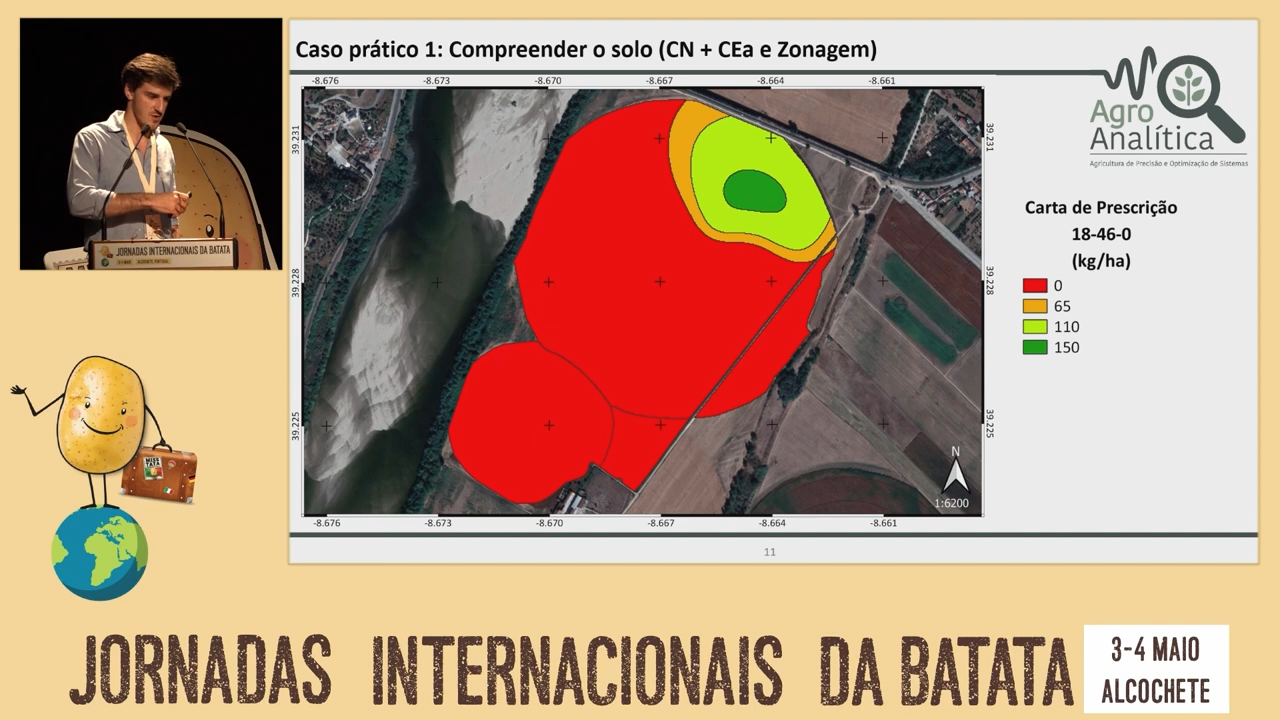 Caso prático 1: Compreender o solo (CN + CEa e Zonagem)
-8.676 -8.673 -8.670 -8.667 -8.664 -8.661
39.231 39.231
39.228 39.228
39.225 39.225
N
1:6200
-8.676 -8.673 -8.670 -8.667 -8.664 -8.661
11
Agro
Analítica
Agricultura de Precisão e Optimização de Sistemas
Carta de Prescrição
18-46-0
(kg/ha)
0
65
110
150
JORNADAS INTERNACIONAIS DA BATATA
MISS
TATA
JORNADAS INTERNACIONAIS DA BATATA
3-4 MAIO
ALCOCHETE